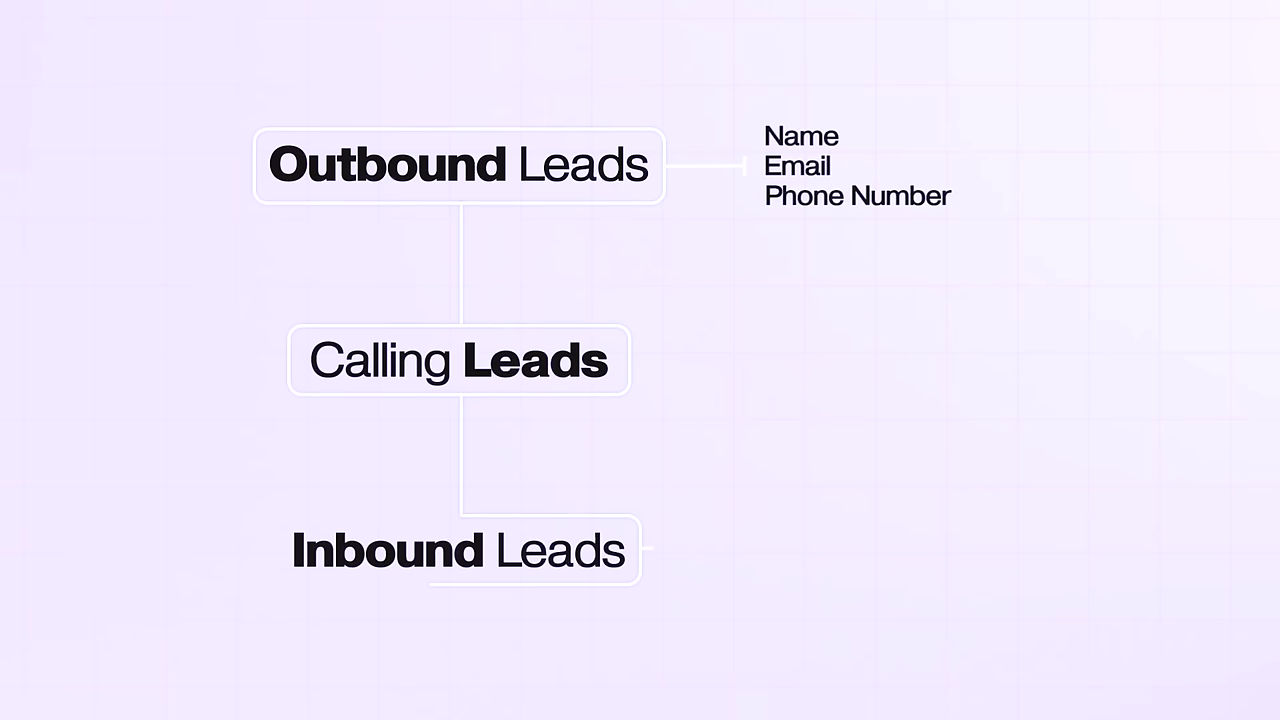 Outbound Leads
Name
Email
Phone Number
Calling Leads
Inbound Leads